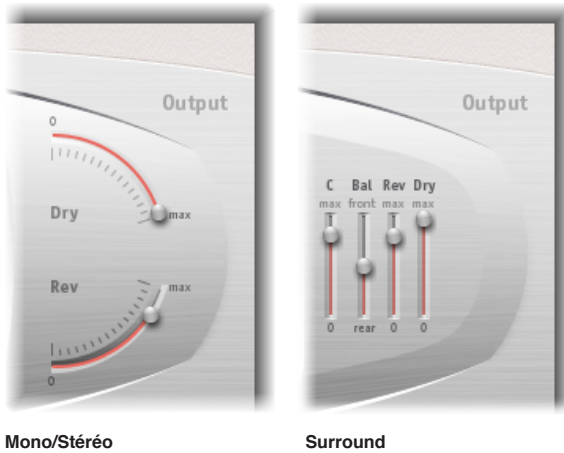 Output
0
Dry
max
Rev
max
0
Output
C Bal Rev Dry
max front max max
0 rear 0 0
Mono/Stéréo
Surround